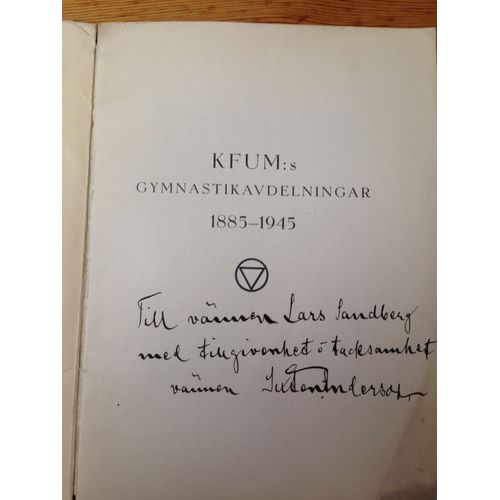 KFUM:s
GYMNASTIKAVDELNINGAR
1885-1945
Till vännen Lars Sandberg
med tillgivenhet o tacksamhet
vännen